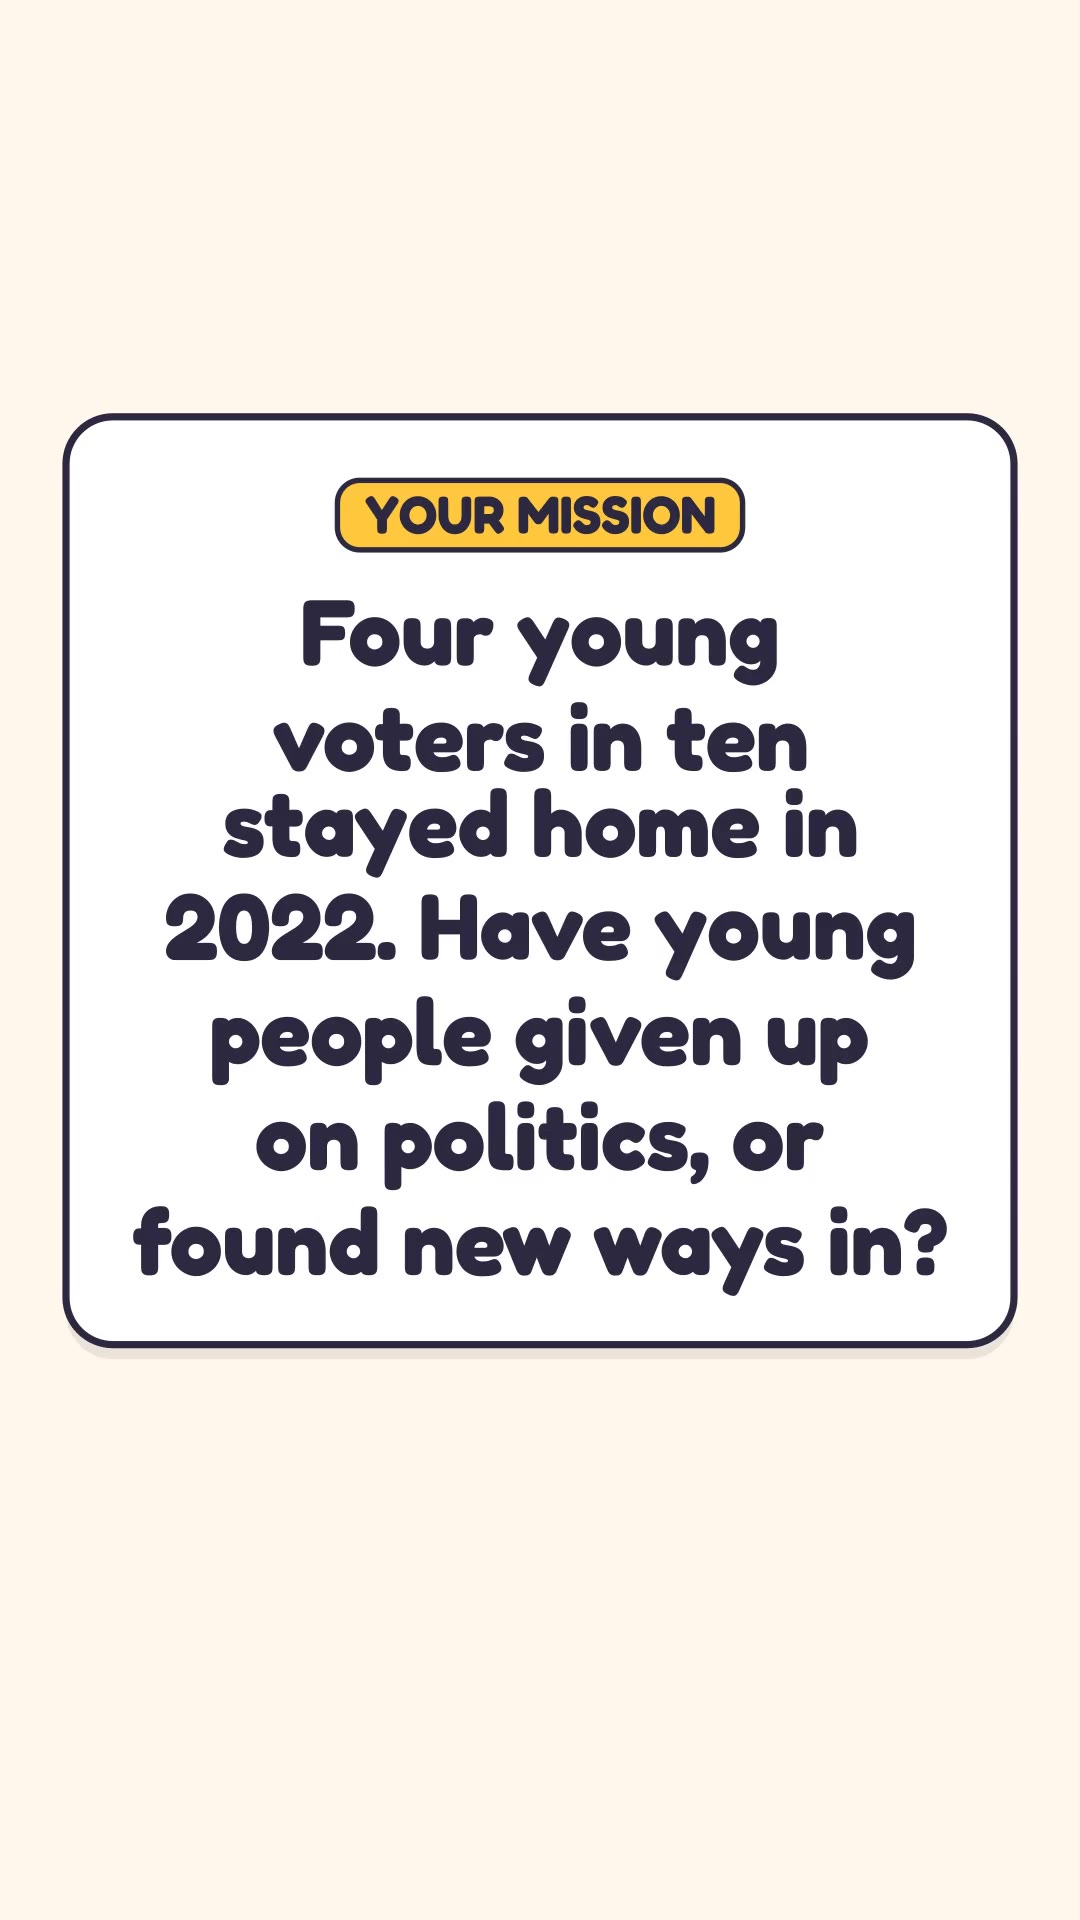 YOUR MISSION
Four young
voters in ten
stayed home in
2022. Have young
people given up
on politics, or
found new ways in?